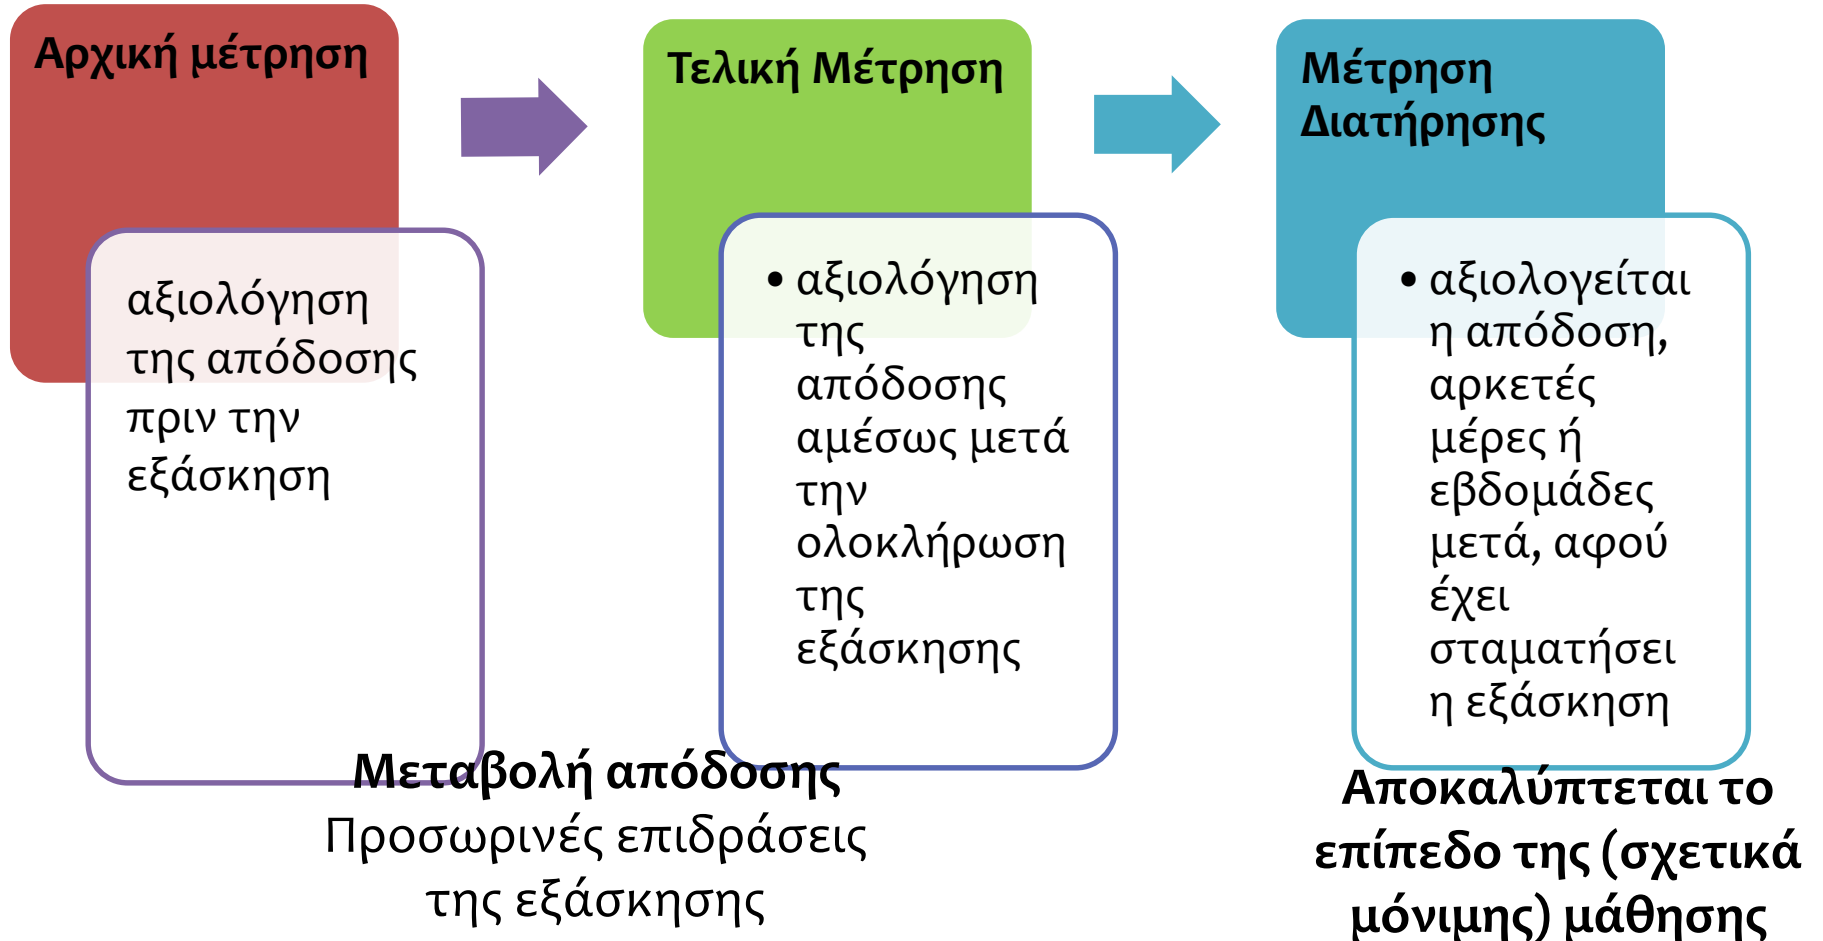 Αρχική μέτρηση
αξιολόγηση
της απόδοσης
πριν την
εξάσκηση
Τελική Μέτρηση
• αξιολόγηση
της
απόδοσης
αμέσως μετά
την
ολοκλήρωση
της
εξάσκησης
Μέτρηση
Διατήρησης
• αξιολογείται
η απόδοση,
αρκετές
μέρες ή
εβδομάδες
μετά, αφού
έχει
σταματήσει
η εξάσκηση
Μεταβολή απόδοσης
Προσωρινές επιδράσεις
της εξάσκησης
Αποκαλύπτεται το
επίπεδο της (σχετικά
μόνιμης) μάθησης